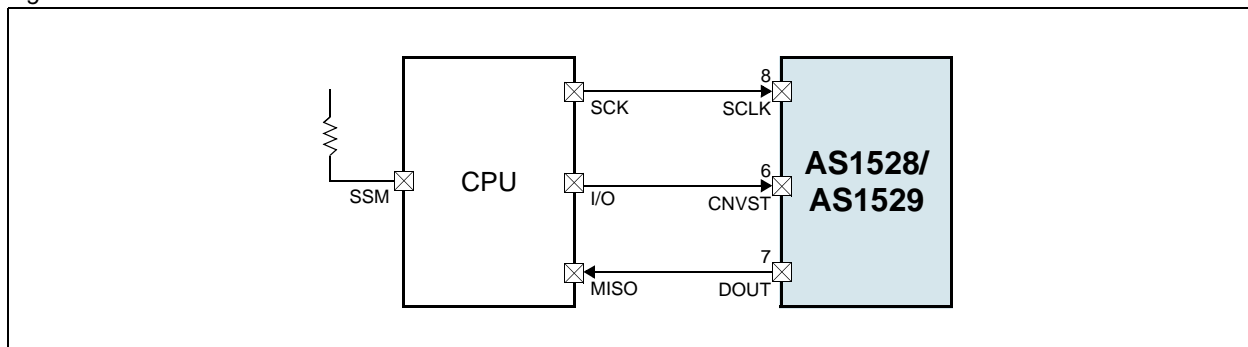 8
SCK
SCLK
AS1528/
AS1529
CPU
6
SSM
I/O
CNVST
7
MISO
DOUT